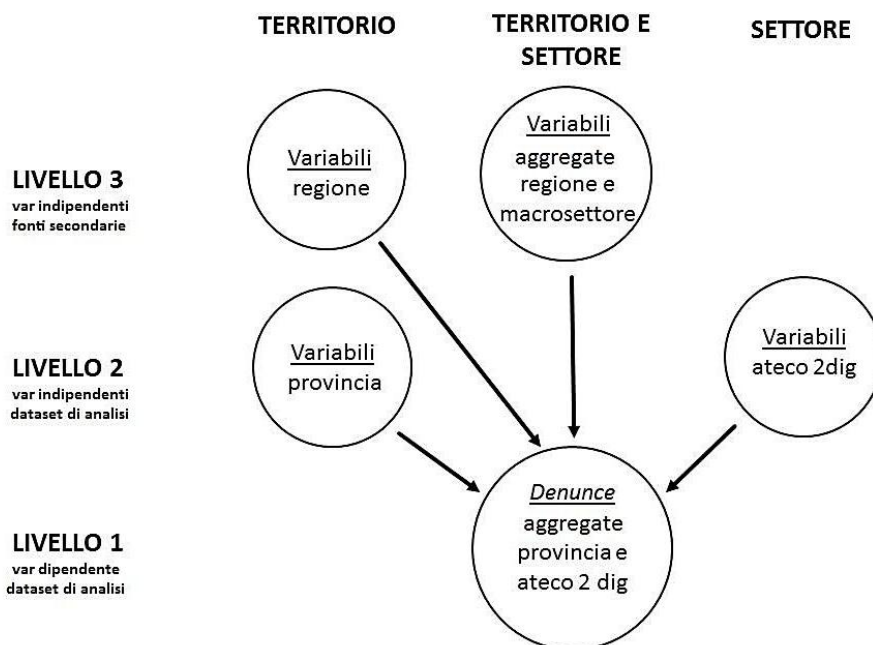 TERRITORIO
TERRITORIO E
SETTORE
SETTORE
LIVELLO 3
var indipendenti
fonti secondarie
Variabili
regione
Variabili
aggregate
regione e
macrosettore
LIVELLO 2
var indipendenti
dataset di analisi
Variabili
provincia
Variabili
ateco 2dig
LIVELLO 1
var dipendente
dataset di analisi
Denunce
aggregate
provincia e
ateco 2 dig